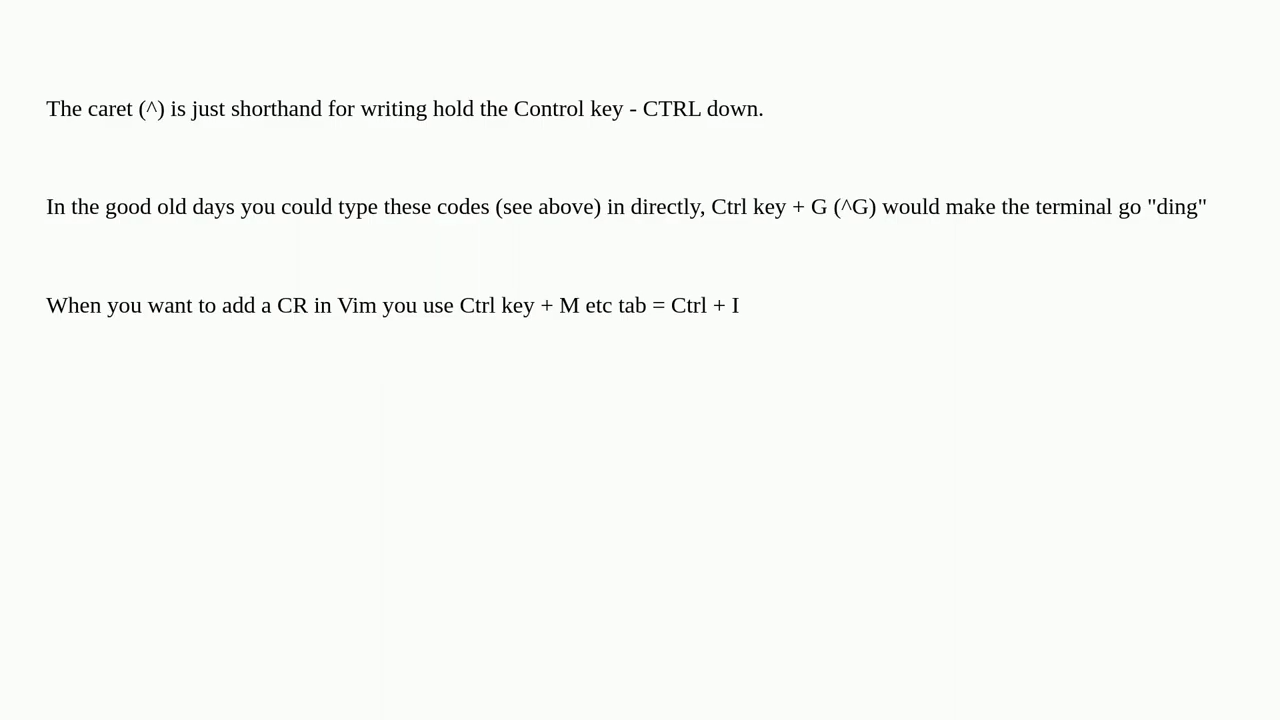 The caret (^) is just shorthand for writing hold the Control key - CTRL down.
In the good old days you could type these codes (see above) in directly, Ctrl key + G (^G) would make the terminal go "ding"
When you want to add a CR in Vim you use Ctrl key + M etc tab = Ctrl + I